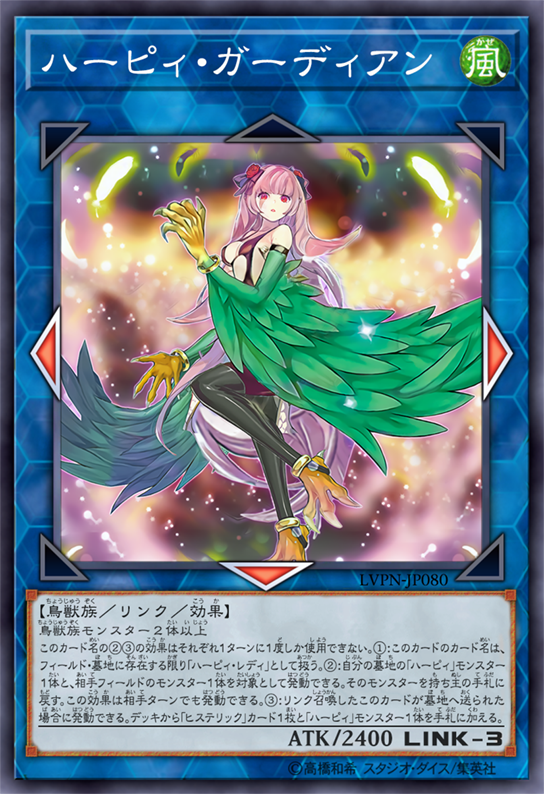 ハーピィ・ガーディアン
風
LVPN-JP080
【鳥獣族／リンク／効果】
鳥獣族モンスター２体以上
このカード名の②③の効果はそれぞれ1ターンに1度しか使用できない。①：このカードのカード名は、
フィールド・墓地に存在する限り「ハーピィ・レディ」として扱う。②：自分の墓地の「ハーピィ」モンスター
1体と相手フィールドのモンスター1体を対象として発動できる。そのモンスターを持ち主の手札に
戻す。この効果は相手ターンでも発動できる。③：リンク召喚したこのカードが墓地へ送られた
場合に発動できる。デッキから「ヒステリック」カード1枚と「ハーピィ」モンスター1体を手札に加える。
ATK/2400 LINK-3
©高橋和希 スタジオ・ダイス/集英社